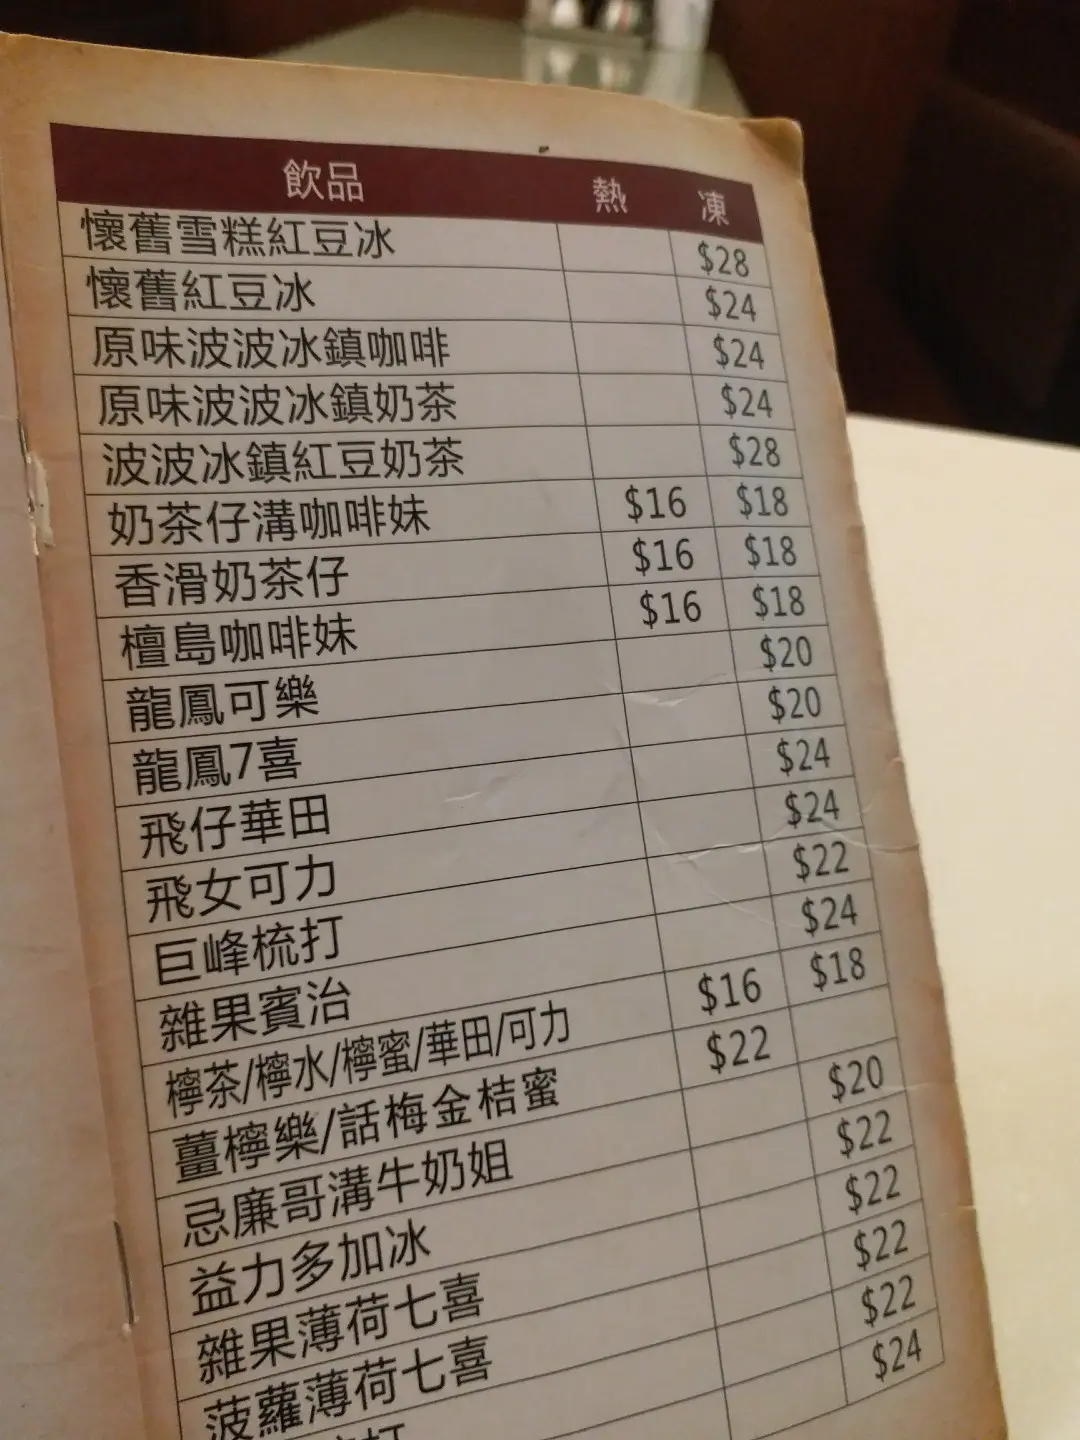 飲品 熱 凍
懷舊雪糕紅豆冰 $28
懷舊紅豆冰 $24
原味波波冰鎮咖啡 $24
原味波波冰鎮奶茶 $24
波波冰鎮紅豆奶茶 $28
奶茶仔溝咖啡妹 $16 $18
香滑奶茶仔 $16 $18
檀島咖啡妹 $16 $18
龍鳳可樂 $20
龍鳳7喜 $20
飛仔華田 $24
飛女可力 $24
巨峰梳打 $22
雜果賓治 $24
檸茶/檸水/檸蜜/華田/可力 $16 $18
薑檸樂/話梅金桔蜜 $22
忌廉哥溝牛奶姐 $20
益力多加冰 $22
雜果薄荷七喜 $22
菠蘿薄荷七喜 $22
$22
$24